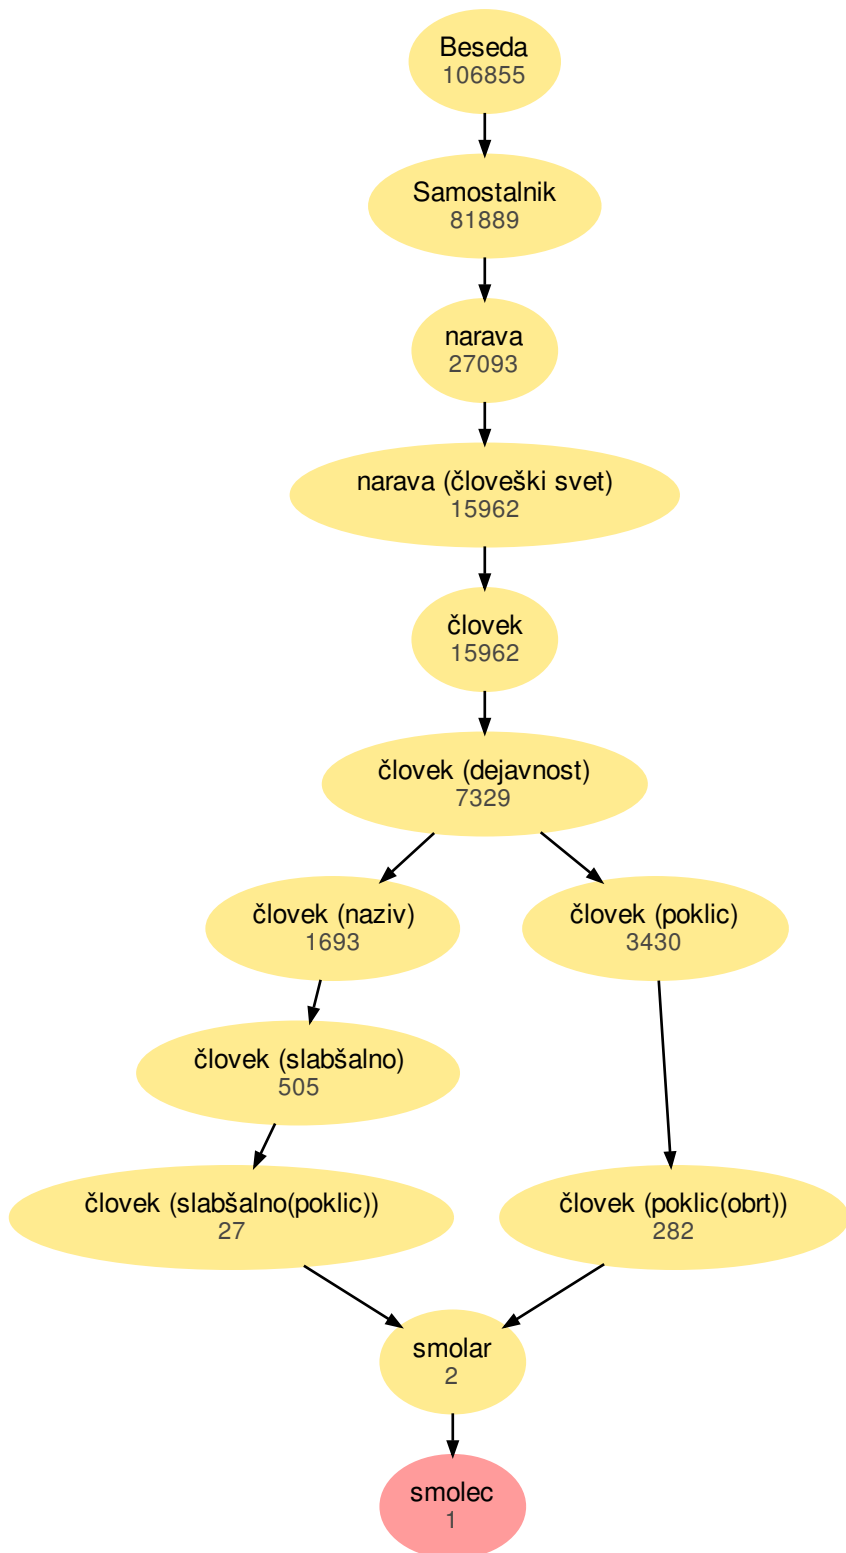 Beseda
106855
Samostalnik
81889
narava
27093
narava (človeški svet)
15962
človek
15962
človek (dejavnost)
7329
človek (naziv)
1693
človek (poklic)
3430
človek (slabšalno)
505
človek (slabšalno(poklic))
27
človek (poklic(obrt))
282
smolar
2
smolec
1